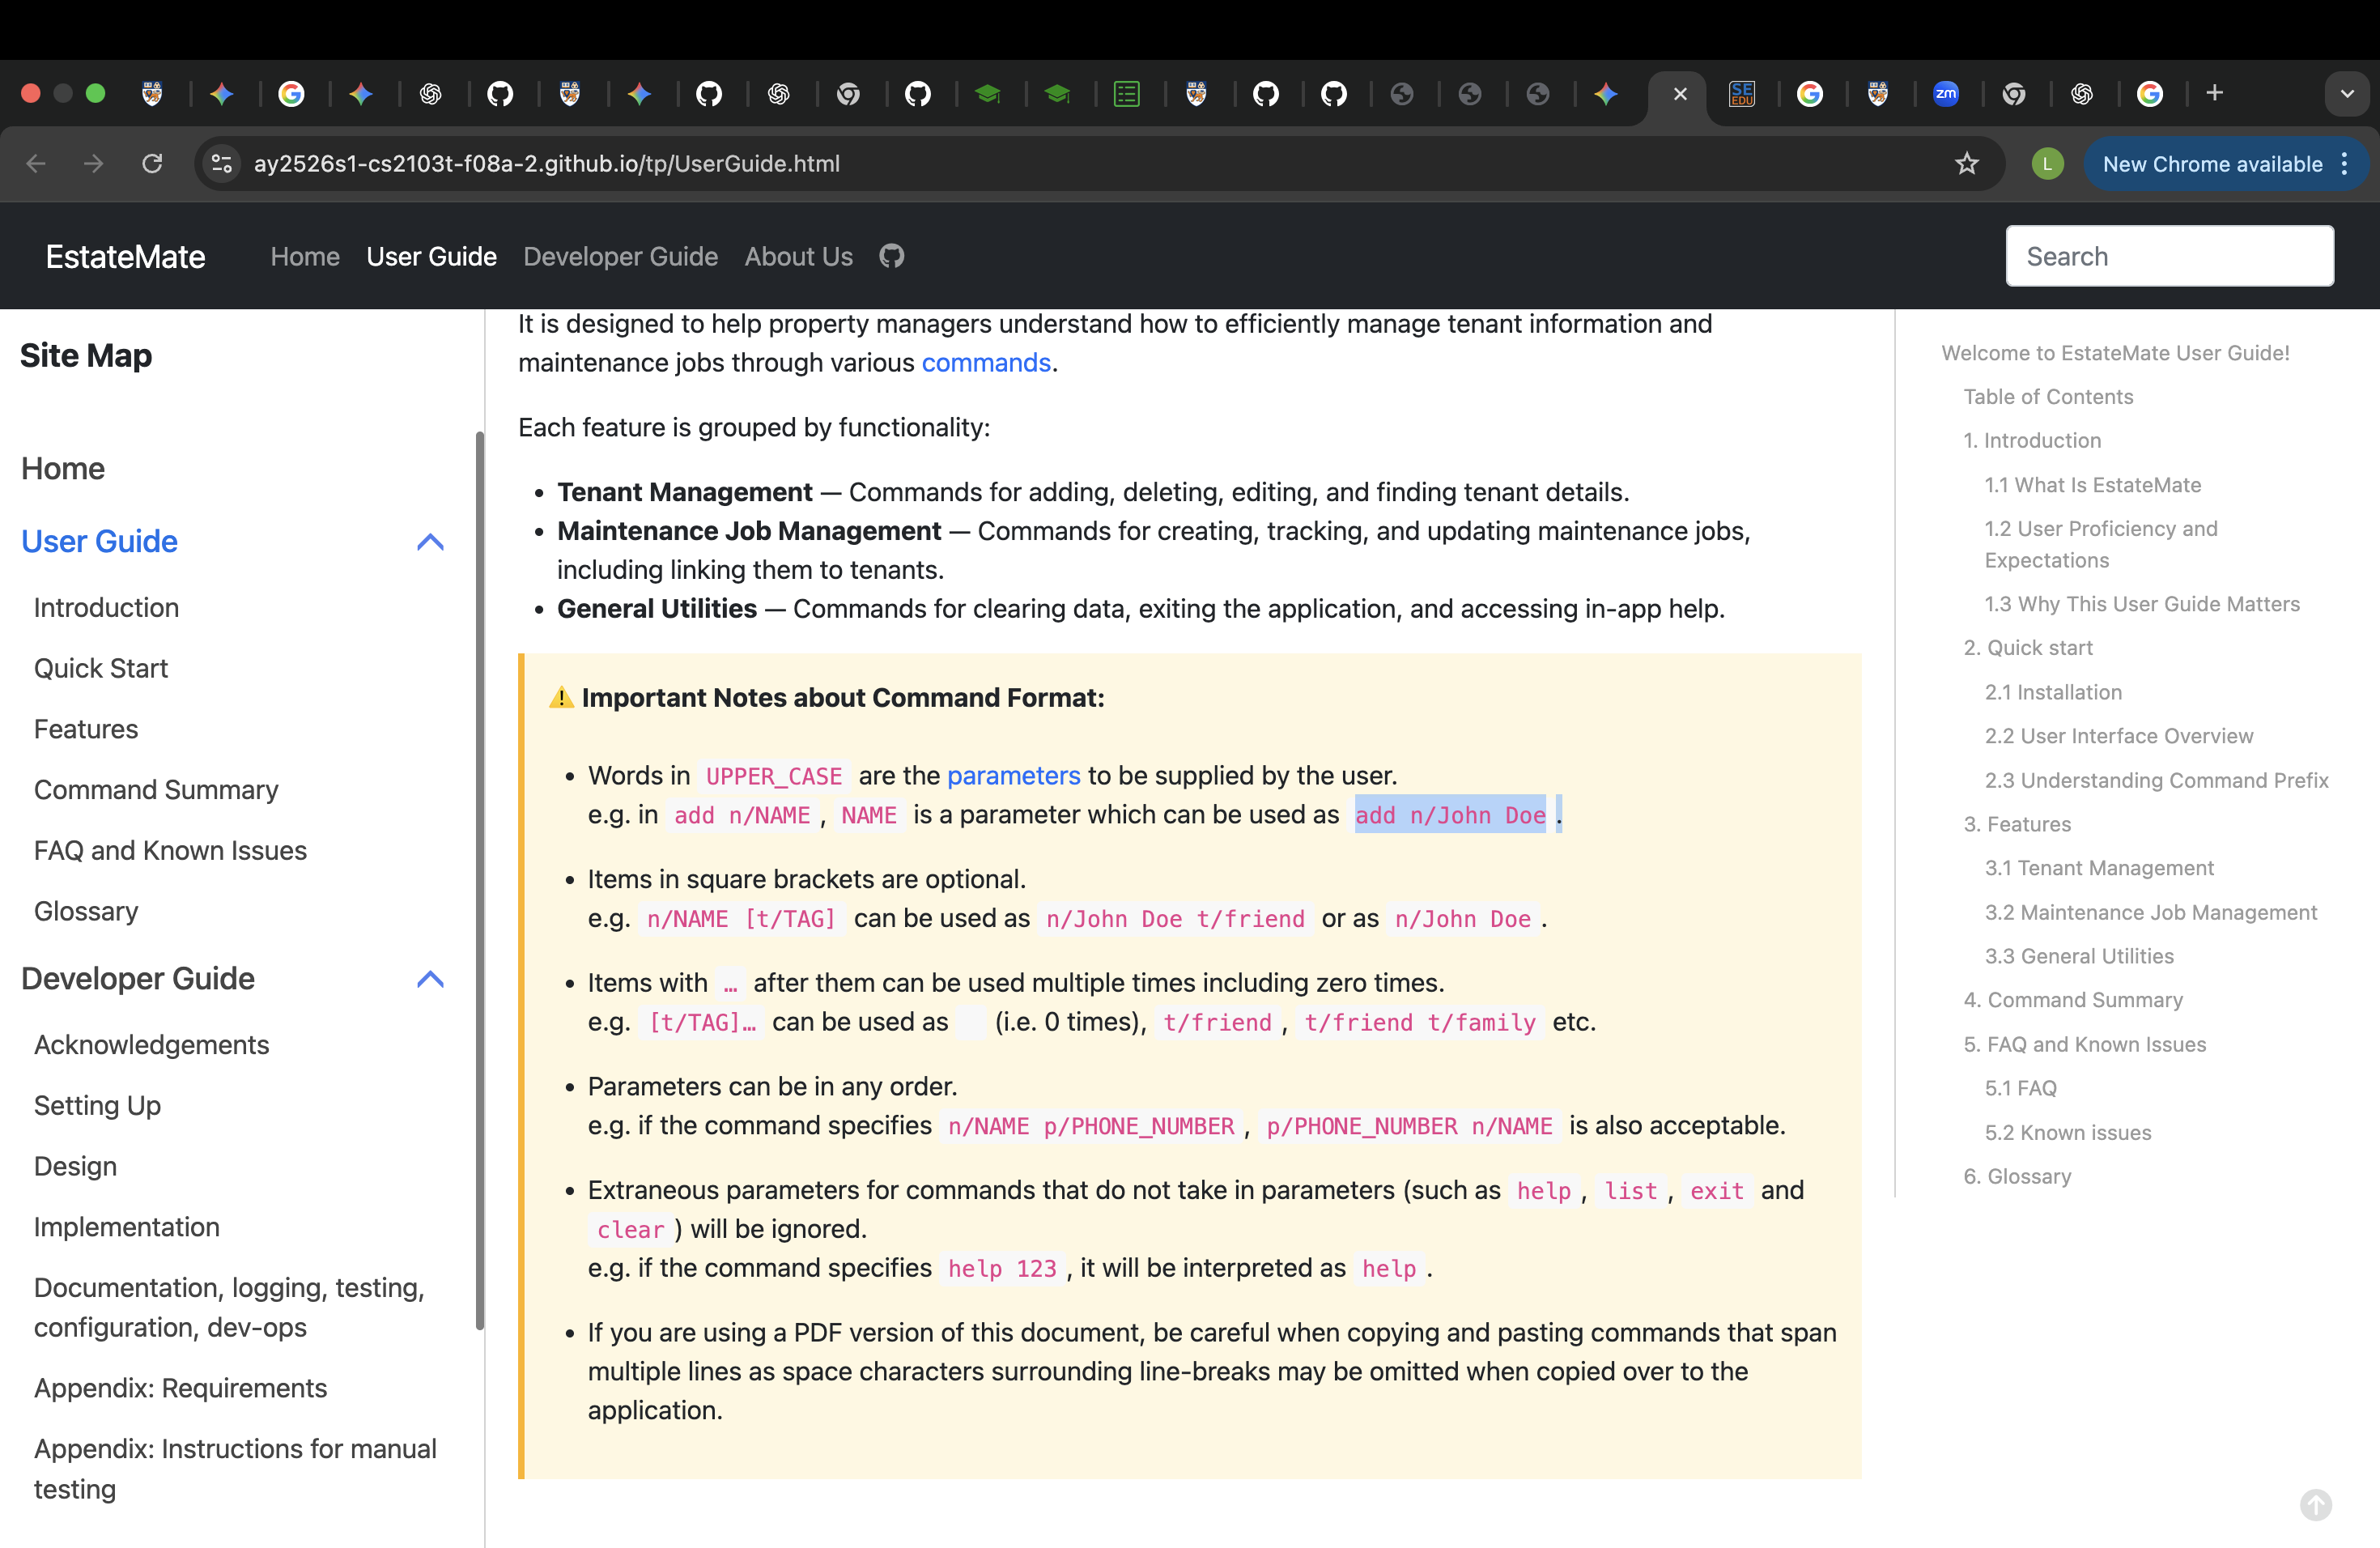 SE
EDU
zm
ay2526s1-cs2103t-f08a-2.github.io/tp/UserGuide.html
L
New Chrome available
EstateMate
Home
User Guide
Developer Guide
About Us
Search
Site Map
Home
User Guide
Introduction
Quick Start
Features
Command Summary
FAQ and Known Issues
Glossary
Developer Guide
Acknowledgements
Setting Up
Design
Implementation
Documentation, logging, testing,
configuration, dev-ops
Appendix: Requirements
Appendix: Instructions for manual
testing
It is designed to help property managers understand how to efficiently manage tenant information and
maintenance jobs through various commands.
Each feature is grouped by functionality:
• Tenant Management — Commands for adding, deleting, editing, and finding tenant details.
• Maintenance Job Management — Commands for creating, tracking, and updating maintenance jobs,
including linking them to tenants.
• General Utilities — Commands for clearing data, exiting the application, and accessing in-app help.
⚠️ Important Notes about Command Format:
• Words in UPPER_CASE are the parameters to be supplied by the user.
e.g. in add n/NAME, NAME is a parameter which can be used as add n/John Doe.
• Items in square brackets are optional.
e.g. n/NAME [t/TAG] can be used as n/John Doe t/friend or as n/John Doe.
• Items with … after them can be used multiple times including zero times.
e.g. [t/TAG]… can be used as   (i.e. 0 times), t/friend, t/friend t/family etc.
• Parameters can be in any order.
e.g. if the command specifies n/NAME p/PHONE_NUMBER, p/PHONE_NUMBER n/NAME is also acceptable.
• Extraneous parameters for commands that do not take in parameters (such as help, list, exit and
clear) will be ignored.
e.g. if the command specifies help 123, it will be interpreted as help.
• If you are using a PDF version of this document, be careful when copying and pasting commands that span
multiple lines as space characters surrounding line-breaks may be omitted when copied over to the
application.
Welcome to EstateMate User Guide!
Table of Contents
1. Introduction
1.1 What Is EstateMate
1.2 User Proficiency and
Expectations
1.3 Why This User Guide Matters
2. Quick start
2.1 Installation
2.2 User Interface Overview
2.3 Understanding Command Prefix
3. Features
3.1 Tenant Management
3.2 Maintenance Job Management
3.3 General Utilities
4. Command Summary
5. FAQ and Known Issues
5.1 FAQ
5.2 Known issues
6. Glossary